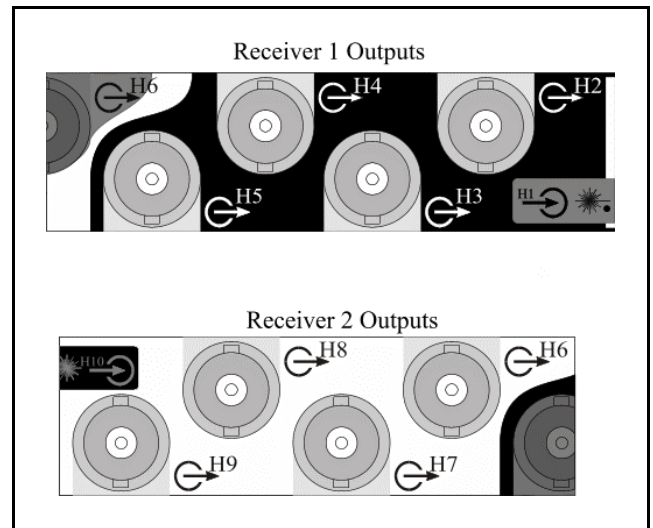 Receiver 1 Outputs
H6 H4 H2
H5 H3 H1
Receiver 2 Outputs
H10 H8 H6
H9 H7